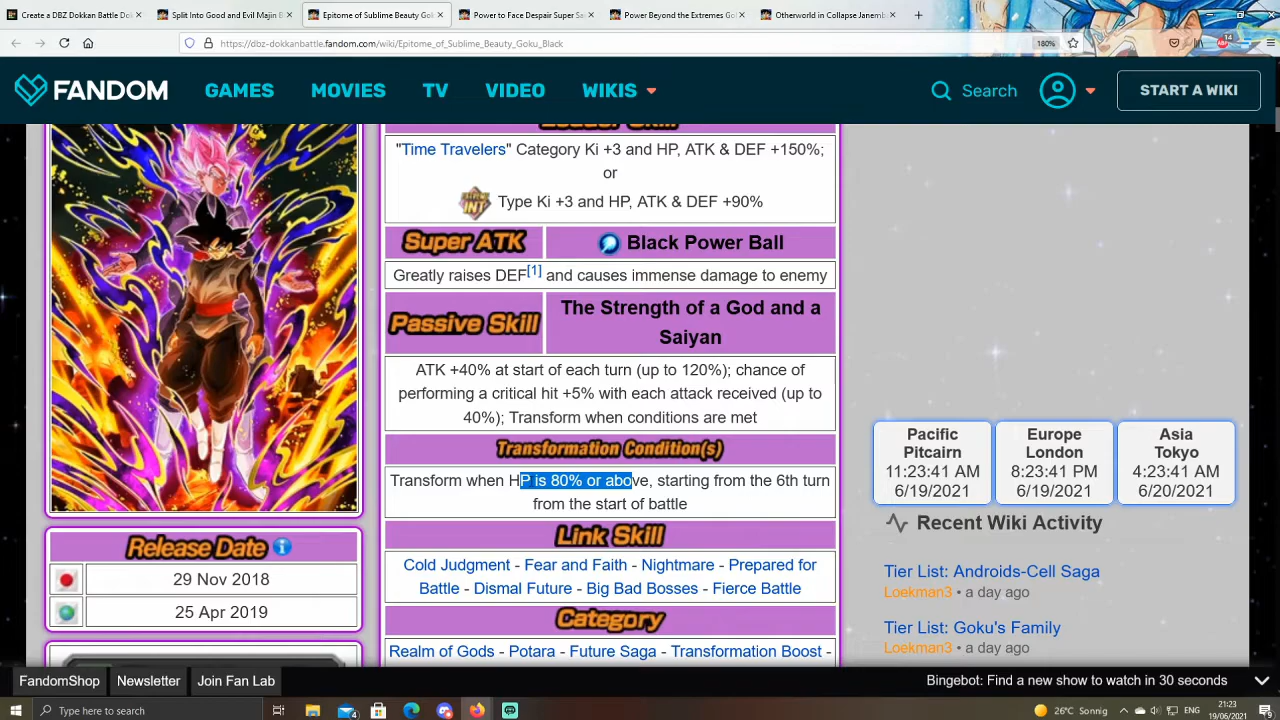 Create a DBZ Dokkan Battle Dok
Split Into Good and Evil Majin B
Epitome of Sublime Beauty Gok
Power to Face Despair Super Sa
Power Beyond the Extremes Go
Otherworld in Collapse Janemb
https://dbz-dokkanbattle.fandom.com/wiki/Epitome_of_Sublime_Beauty_Goku_Black
180%
14
FANDOM
GAMES
MOVIES
TV
VIDEO
WIKIS
Search
START A WIKI
Leader Skill
"Time Travelers" Category Ki +3 and HP, ATK & DEF +150%;
or
Type Ki +3 and HP, ATK & DEF +90%
Super ATK
Black Power Ball
Greatly raises DEF[1] and causes immense damage to enemy
Passive Skill
The Strength of a God and a
Saiyan
ATK +40% at start of each turn (up to 120%); chance of
performing a critical hit +5% with each attack received (up to
40%); Transform when conditions are met
Transformation Condition(s)
Transform when HP is 80% or above, starting from the 6th turn
from the start of battle
Link Skill
Cold Judgment - Fear and Faith - Nightmare - Prepared for
Battle - Dismal Future - Big Bad Bosses - Fierce Battle
Category
Realm of Gods - Potara - Future Saga - Transformation Boost -
Release Date
29 Nov 2018
25 Apr 2019
Pacific
Pitcairn
11:23:41 AM
6/19/2021
Europe
London
8:23:41 PM
6/19/2021
Asia
Tokyo
4:23:41 AM
6/20/2021
Recent Wiki Activity
Tier List: Androids-Cell Saga
Loekman3 • a day ago
Tier List: Goku's Family
Loekman3 • a day ago
FandomShop
Newsletter
Join Fan Lab
Bingebot: Find a new show to watch in 30 seconds
Type here to search
26°C Sonnig
21:23
19/06/2021